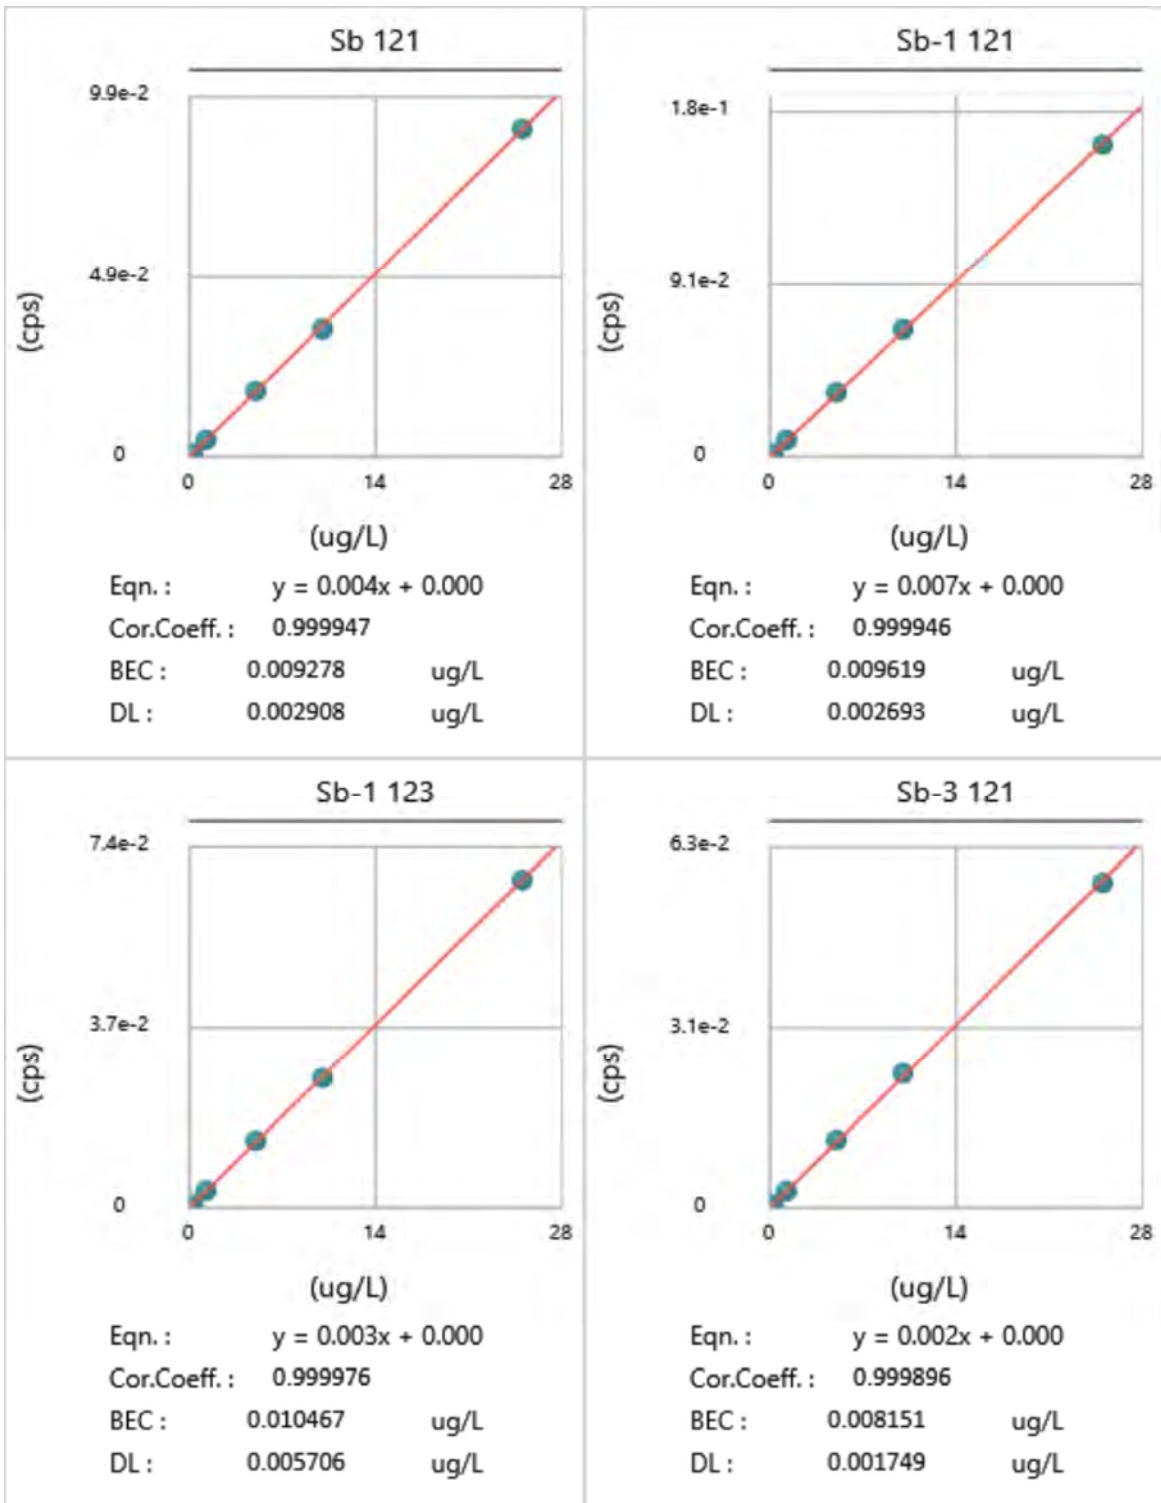 Sb 121
9.9e-2
4.9e-2
0
(cps)
0 14 28
(ug/L)
Eqn. : y = 0.004x + 0.000
Cor.Coeff. : 0.999947
BEC : 0.009278 ug/L
DL : 0.002908 ug/L
Sb-1 121
1.8e-1
9.1e-2
0
(cps)
0 14 28
(ug/L)
Eqn. : y = 0.007x + 0.000
Cor.Coeff. : 0.999946
BEC : 0.009619 ug/L
DL : 0.002693 ug/L
Sb-1 123
7.4e-2
3.7e-2
0
(cps)
0 14 28
(ug/L)
Eqn. : y = 0.003x + 0.000
Cor.Coeff. : 0.999976
BEC : 0.010467 ug/L
DL : 0.005706 ug/L
Sb-3 121
6.3e-2
3.1e-2
0
(cps)
0 14 28
(ug/L)
Eqn. : y = 0.002x + 0.000
Cor.Coeff. : 0.999896
BEC : 0.008151 ug/L
DL : 0.001749 ug/L